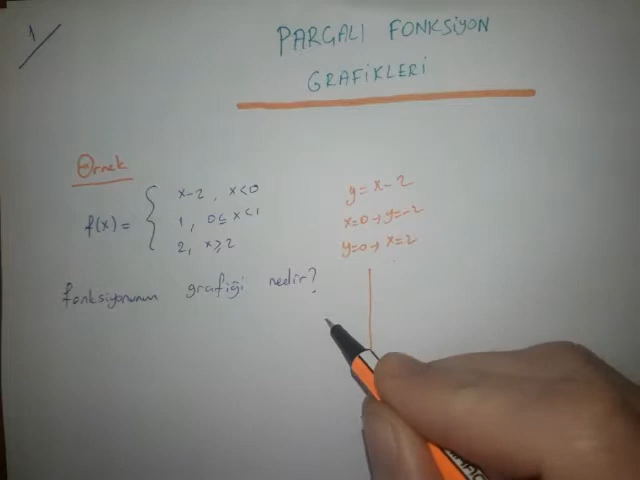 1
PARÇALI FONKSİYON
GRAFİKLERİ
Örnek
f(x) = { x-2, x<0
1, 0≤x<1
2, x≥2
y = x-2
x=0 → y=-2
y=0 → x=2
fonksiyonunun grafiği nedir?